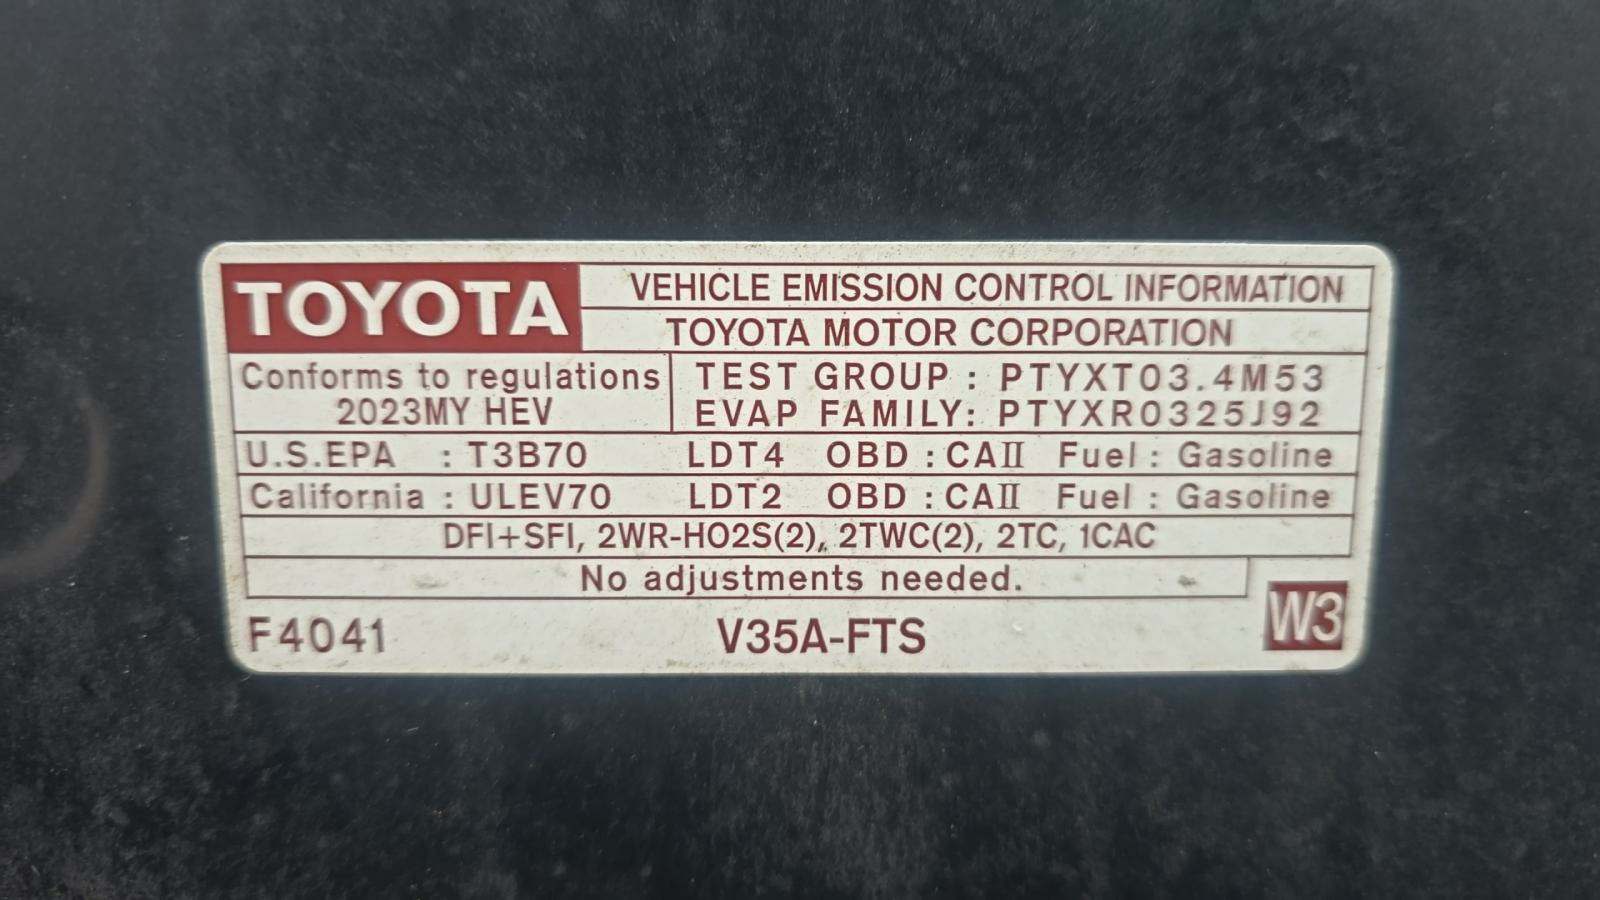 TOYOTA
VEHICLE EMISSION CONTROL INFORMATION
TOYOTA MOTOR CORPORATION
Conforms to regulations
2023MY HEV
TEST GROUP : PTYXT03.4M53
EVAP FAMILY: PTYXR0325J92
U.S.EPA : T3B70 LDT4 OBD : CAII Fuel : Gasoline
California : ULEV70 LDT2 OBD : CAII Fuel : Gasoline
DFI+SFI, 2WR-HO2S(2), 2TWC(2), 2TC, 1CAC
No adjustments needed.
F4041 V35A-FTS W3